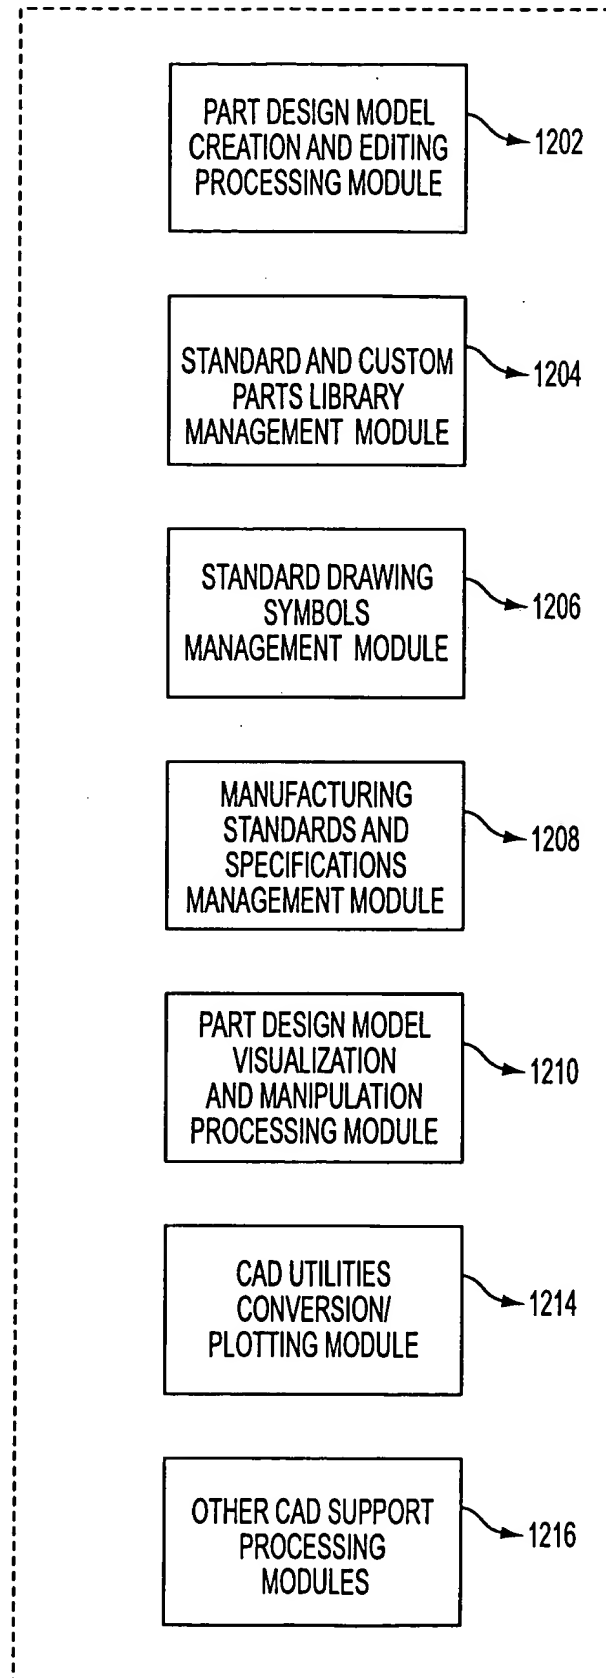 PART DESIGN MODEL
CREATION AND EDITING
PROCESSING MODULE
1202
STANDARD AND CUSTOM
PARTS LIBRARY
MANAGEMENT MODULE
1204
STANDARD DRAWING
SYMBOLS
MANAGEMENT MODULE
1206
MANUFACTURING
STANDARDS AND
SPECIFICATIONS
MANAGEMENT MODULE
1208
PART DESIGN MODEL
VISUALIZATION
AND MANIPULATION
PROCESSING MODULE
1210
CAD UTILITIES
CONVERSION/
PLOTTING MODULE
1214
OTHER CAD SUPPORT
PROCESSING
MODULES
1216